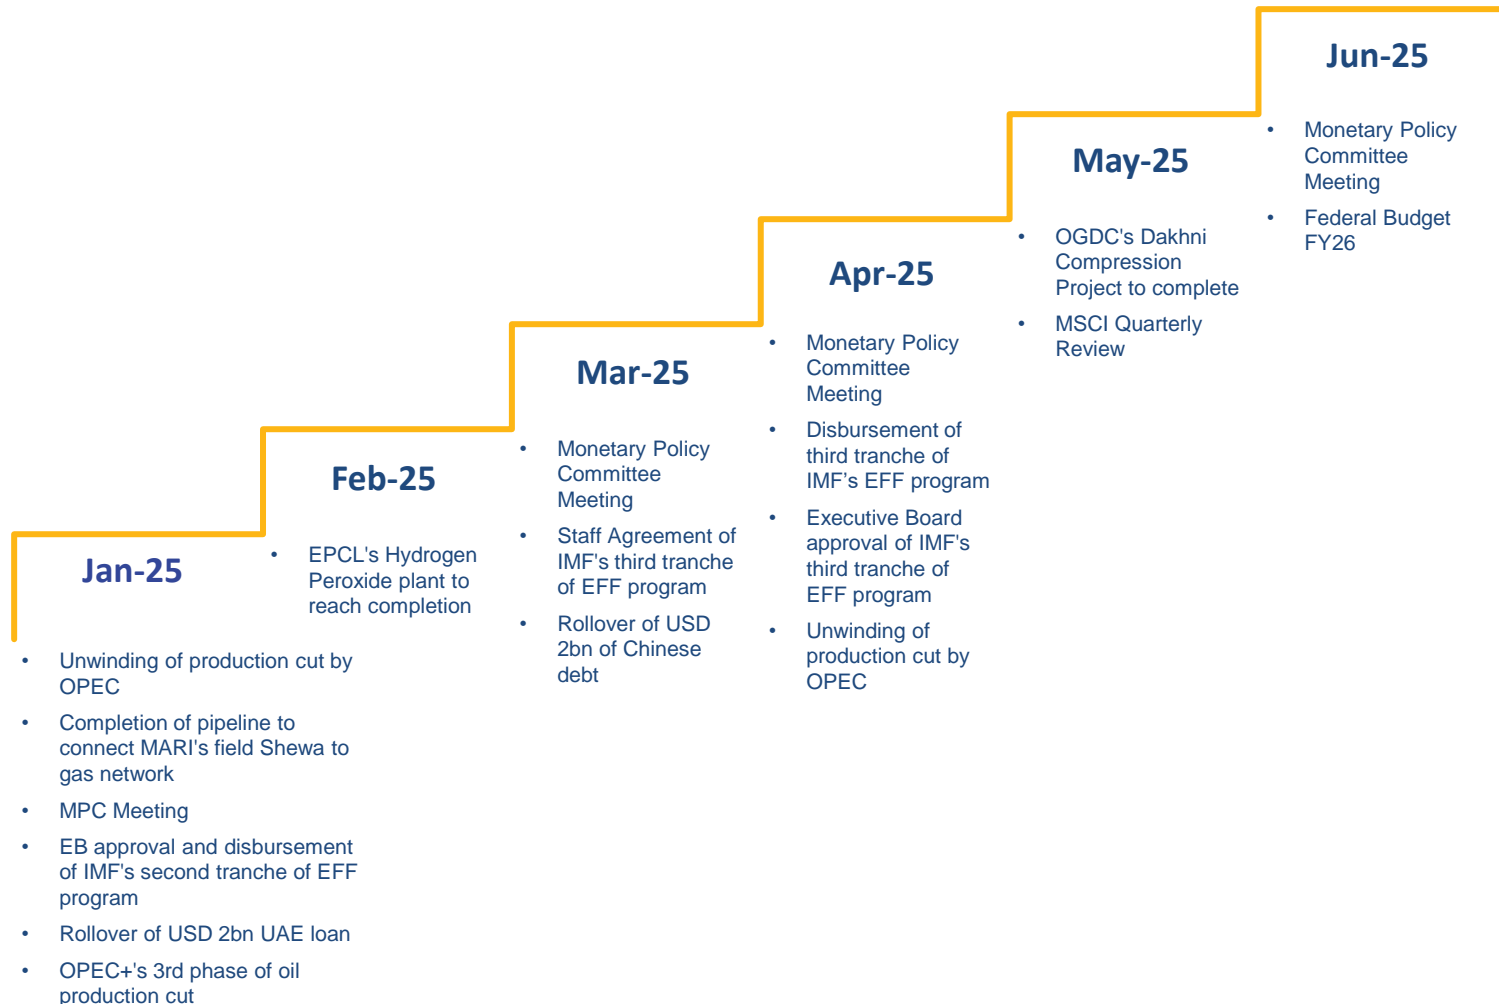 Jan-25
• Unwinding of production cut by
OPEC
• Completion of pipeline to
connect MARI's field Shewa to
gas network
• MPC Meeting
• EB approval and disbursement
of IMF's second tranche of EFF
program
• Rollover of USD 2bn UAE loan
• OPEC+'s 3rd phase of oil
production cut
Feb-25
• EPCL's Hydrogen
Peroxide plant to
reach completion
Mar-25
• Monetary Policy
Committee
Meeting
• Staff Agreement of
IMF's third tranche
of EFF program
• Rollover of USD
2bn of Chinese
debt
Apr-25
• Monetary Policy
Committee
Meeting
• Disbursement of
third tranche of
IMF’s EFF program
• Executive Board
approval of IMF's
third tranche of
EFF program
• Unwinding of
production cut by
OPEC
May-25
• OGDC's Dakhni
Compression
Project to complete
• MSCI Quarterly
Review
Jun-25
• Monetary Policy
Committee
Meeting
• Federal Budget
FY26